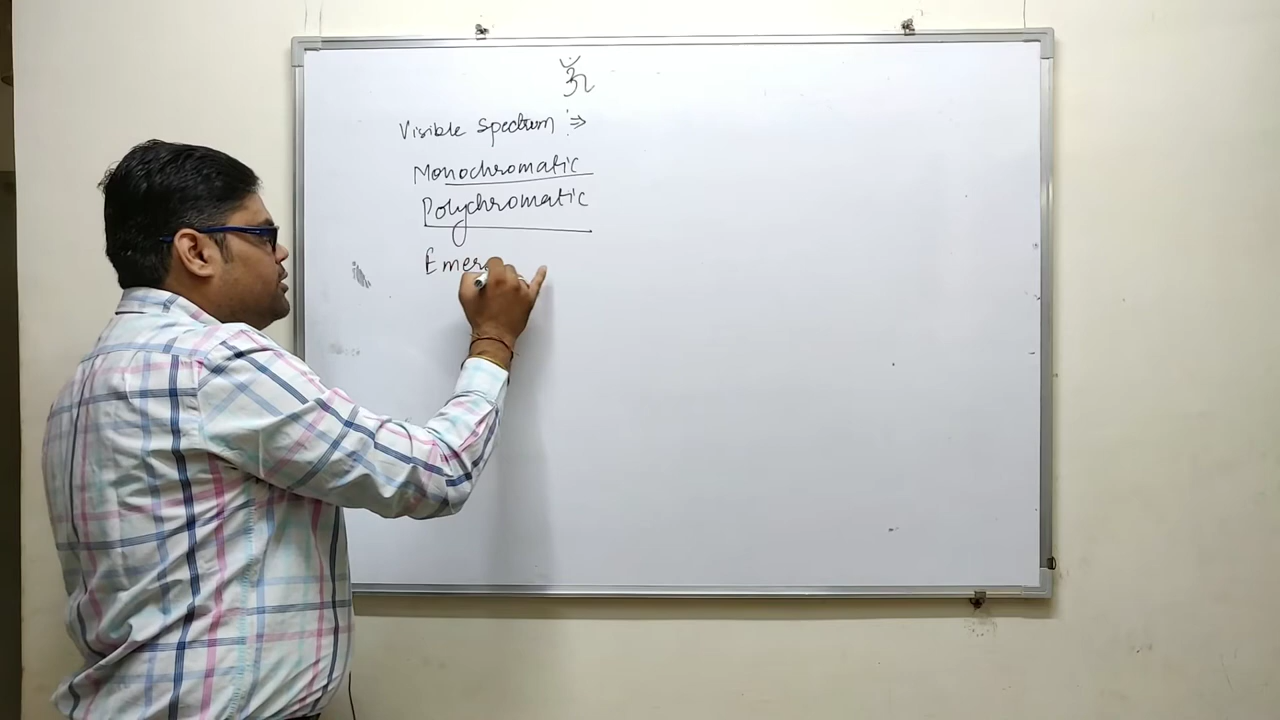 ॐ
Visible Spectrum :⇒
Monochromatic
Polychromatic
Emer